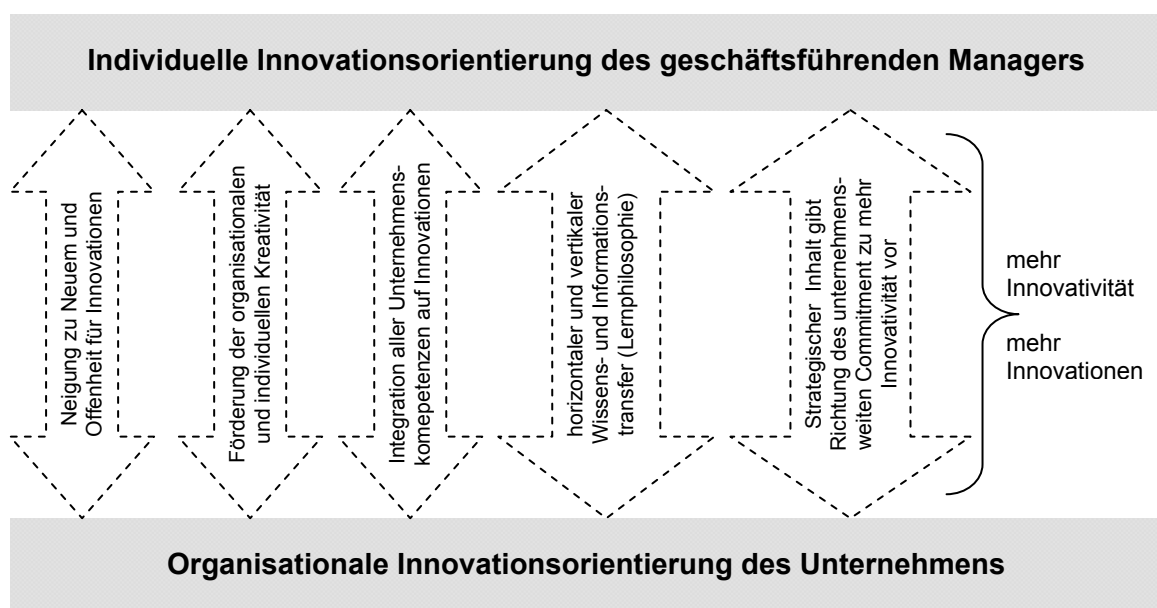 Individuelle Innovationsorientierung des geschäftsführenden Managers
Neigung zu Neuem und
Offenheit für Innovationen
Förderung der organisationalen
und individuellen Kreativität
Integration aller Unternehmens-
komepetenzen auf Innovationen
horizontaler und vertikaler
Wissens- und Informations-
transfer (Lernphilosophie)
Strategischer Inhalt gibt
Richtung des unternehmens-
weiten Commitment zu mehr
Innovativität vor
mehr
Innovativität
mehr
Innovationen
Organisationale Innovationsorientierung des Unternehmens